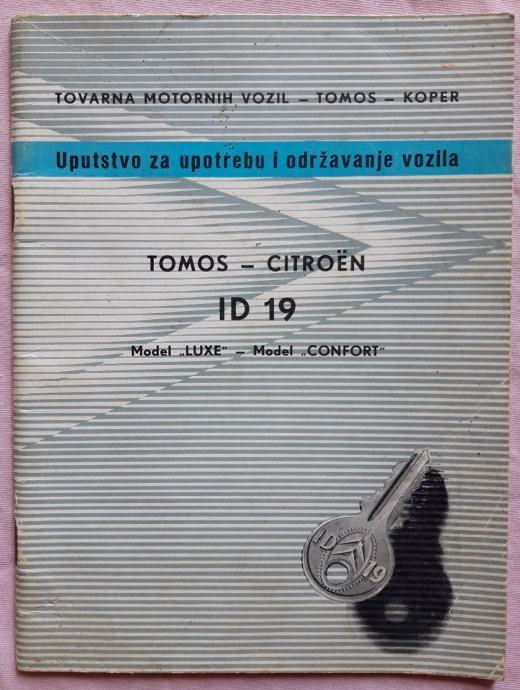 TOVARNA MOTORNIH VOZIL – TOMOS – KOPER
Uputstvo za upotrebu i održavanje vozila
TOMOS – CITROËN
ID 19
Model „LUXE" – Model „CONFORT"
ID 19